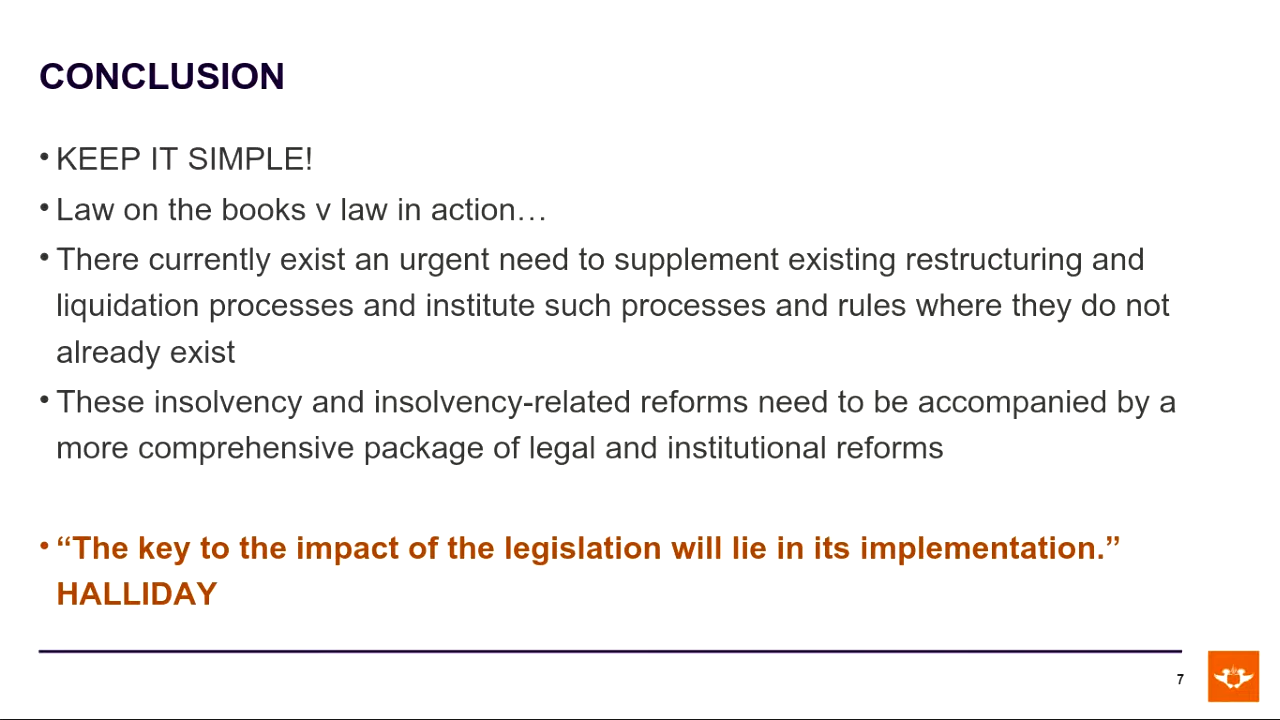 CONCLUSION
• KEEP IT SIMPLE!
• Law on the books v law in action…
• There currently exist an urgent need to supplement existing restructuring and
liquidation processes and institute such processes and rules where they do not
already exist
• These insolvency and insolvency-related reforms need to be accompanied by a
more comprehensive package of legal and institutional reforms
• “The key to the impact of the legislation will lie in its implementation.”
HALLIDAY
7